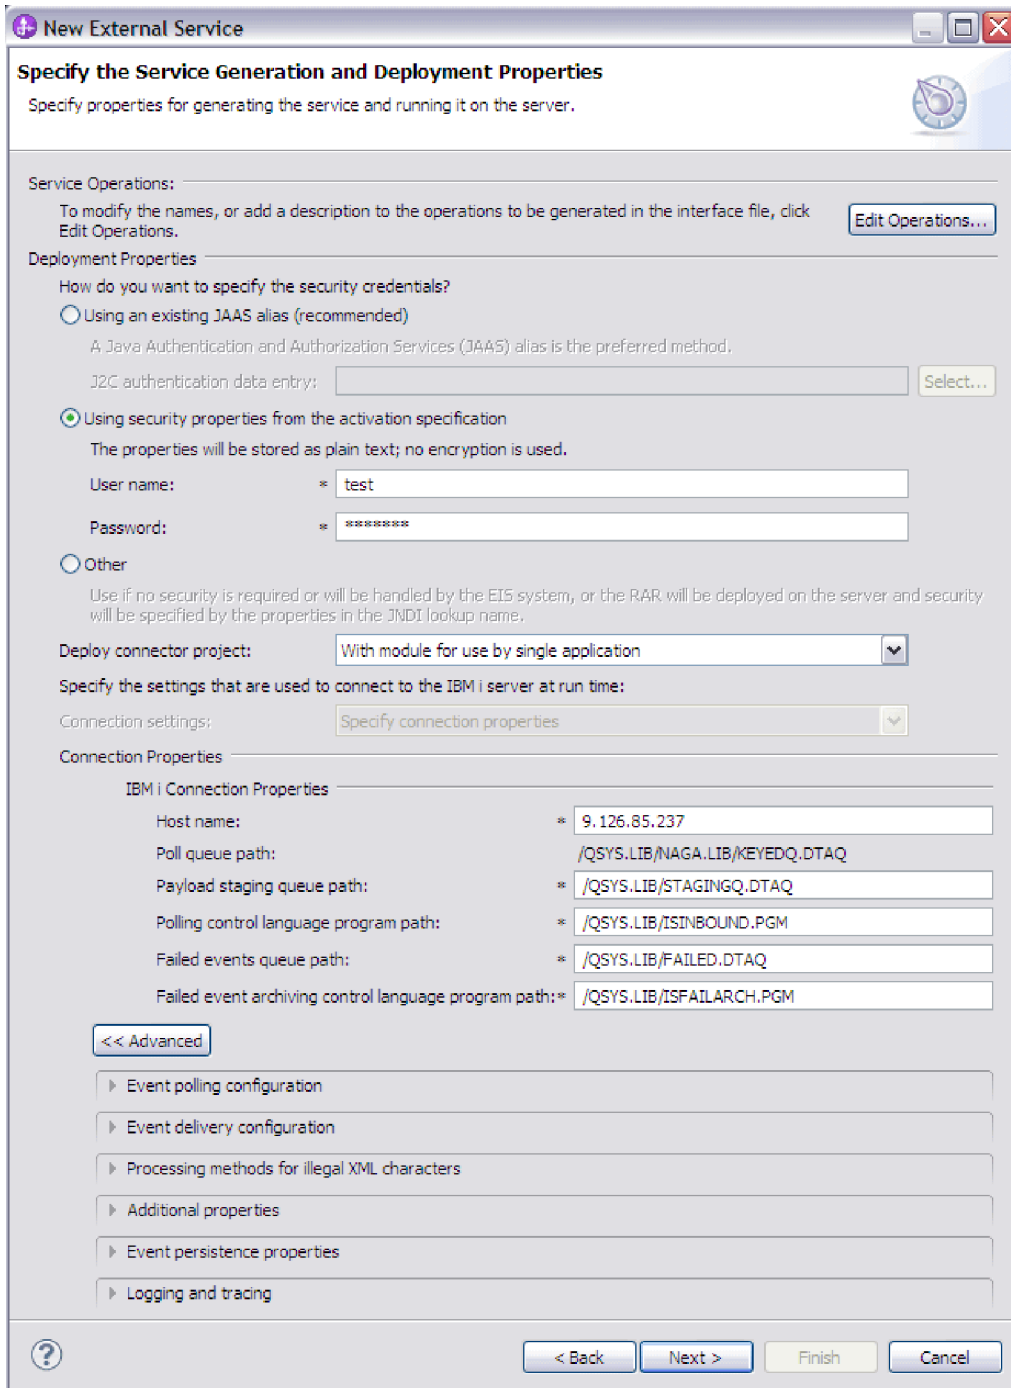 New External Service
Specify the Service Generation and Deployment Properties
Specify properties for generating the service and running it on the server.
Service Operations:
To modify the names, or add a description to the operations to be generated in the interface file, click
Edit Operations.
Edit Operations...
Deployment Properties
How do you want to specify the security credentials?
Using an existing JAAS alias (recommended)
A Java Authentication and Authorization Services (JAAS) alias is the preferred method.
J2C authentication data entry:
Select...
Using security properties from the activation specification
The properties will be stored as plain text; no encryption is used.
User name: * test
Password: * *******
Other
Use if no security is required or will be handled by the EIS system, or the RAR will be deployed on the server and security
will be specified by the properties in the JNDI lookup name.
Deploy connector project: With module for use by single application
Specify the settings that are used to connect to the IBM i server at run time:
Connection settings: Specify connection properties
Connection Properties
IBM i Connection Properties
Host name: * 9.126.85.237
Poll queue path: /QSYS.LIB/NAGA.LIB/KEYEDQ.DTAQ
Payload staging queue path: * /QSYS.LIB/STAGINGQ.DTAQ
Polling control language program path: * /QSYS.LIB/ISINBOUND.PGM
Failed events queue path: * /QSYS.LIB/FAILED.DTAQ
Failed event archiving control language program path:* /QSYS.LIB/ISFAILARCH.PGM
<< Advanced
Event polling configuration
Event delivery configuration
Processing methods for illegal XML characters
Additional properties
Event persistence properties
Logging and tracing
? < Back Next > Finish Cancel